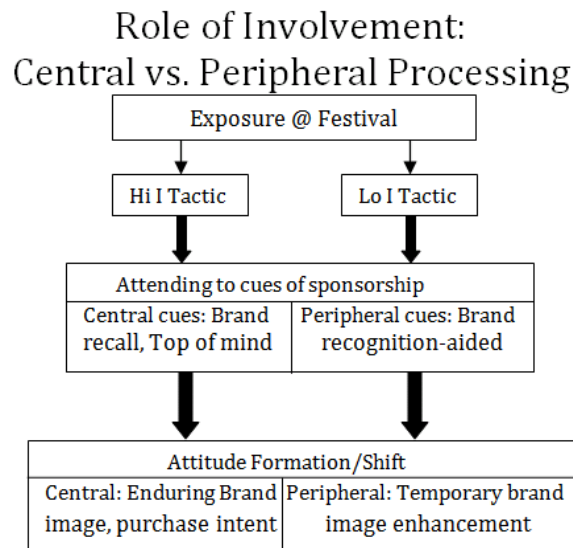 Role of Involvement:
Central vs. Peripheral Processing
Exposure @ Festival
Hi I Tactic
Lo I Tactic
Attending to cues of sponsorship
Central cues: Brand
recall, Top of mind
Peripheral cues: Brand
recognition-aided
Attitude Formation/Shift
Central: Enduring Brand
image, purchase intent
Peripheral: Temporary brand
image enhancement